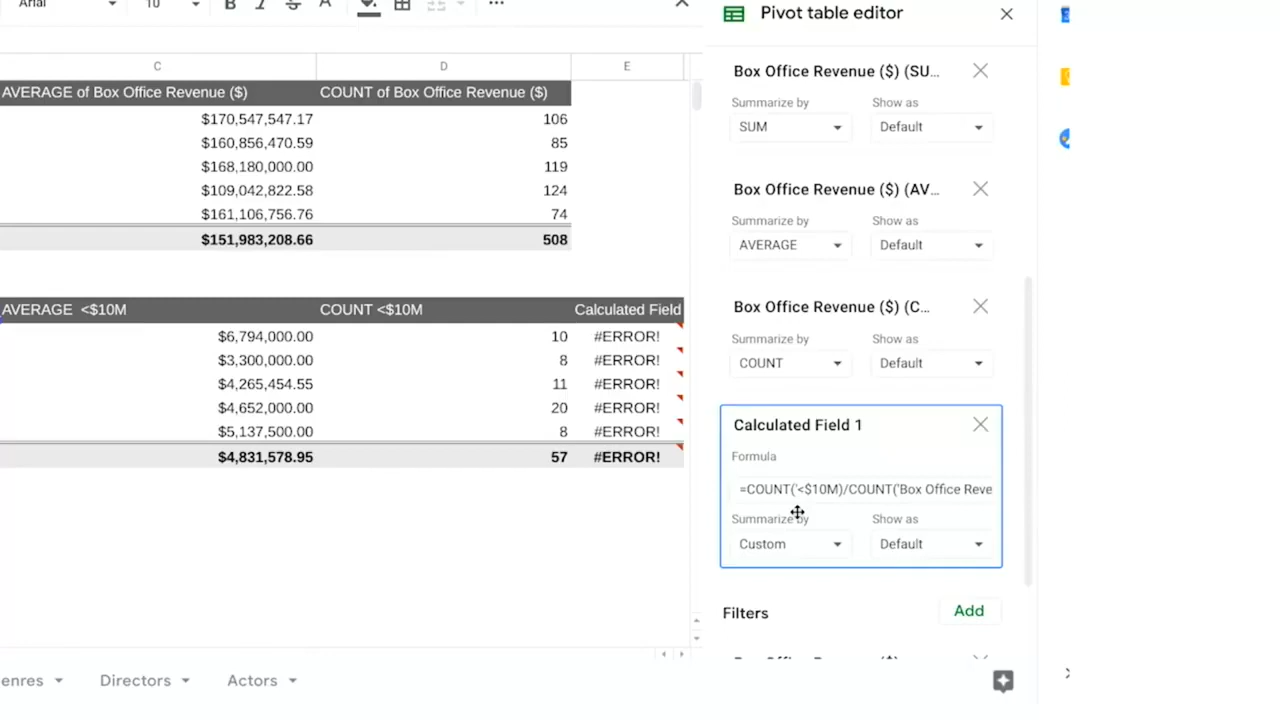 Arial 10 B I S A
Pivot table editor
C D E
AVERAGE of Box Office Revenue ($) COUNT of Box Office Revenue ($)
$170,547,547.17 106
$160,856,470.59 85
$168,180,000.00 119
$109,042,822.58 124
$161,106,756.76 74
$151,983,208.66 508
AVERAGE <$10M COUNT <$10M Calculated Field
$6,794,000.00 10 #ERROR!
$3,300,000.00 8 #ERROR!
$4,265,454.55 11 #ERROR!
$4,652,000.00 20 #ERROR!
$5,137,500.00 8 #ERROR!
$4,831,578.95 57 #ERROR!
enres Directors Actors
Box Office Revenue ($) (SU...
Summarize by Show as
SUM Default
Box Office Revenue ($) (AV...
Summarize by Show as
AVERAGE Default
Box Office Revenue ($) (C...
Summarize by Show as
COUNT Default
Calculated Field 1
Formula
=COUNT('<$10M)/COUNT('Box Office Reve
Summarize by Show as
Custom Default
Filters Add